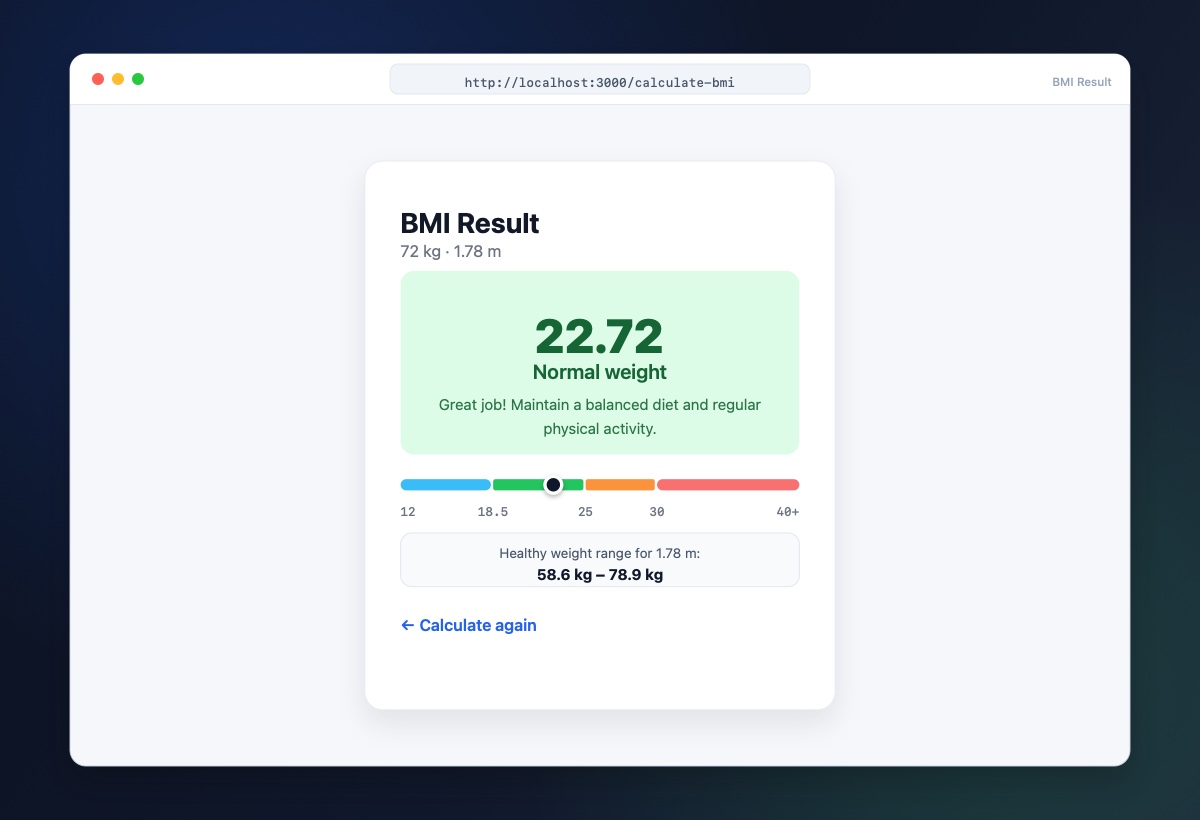 http://localhost:3000/calculate-bmi
BMI Result
BMI Result
72 kg · 1.78 m
22.72
Normal weight
Great job! Maintain a balanced diet and regular
physical activity.
12 18.5 25 30 40+
Healthy weight range for 1.78 m:
58.6 kg – 78.9 kg
← Calculate again